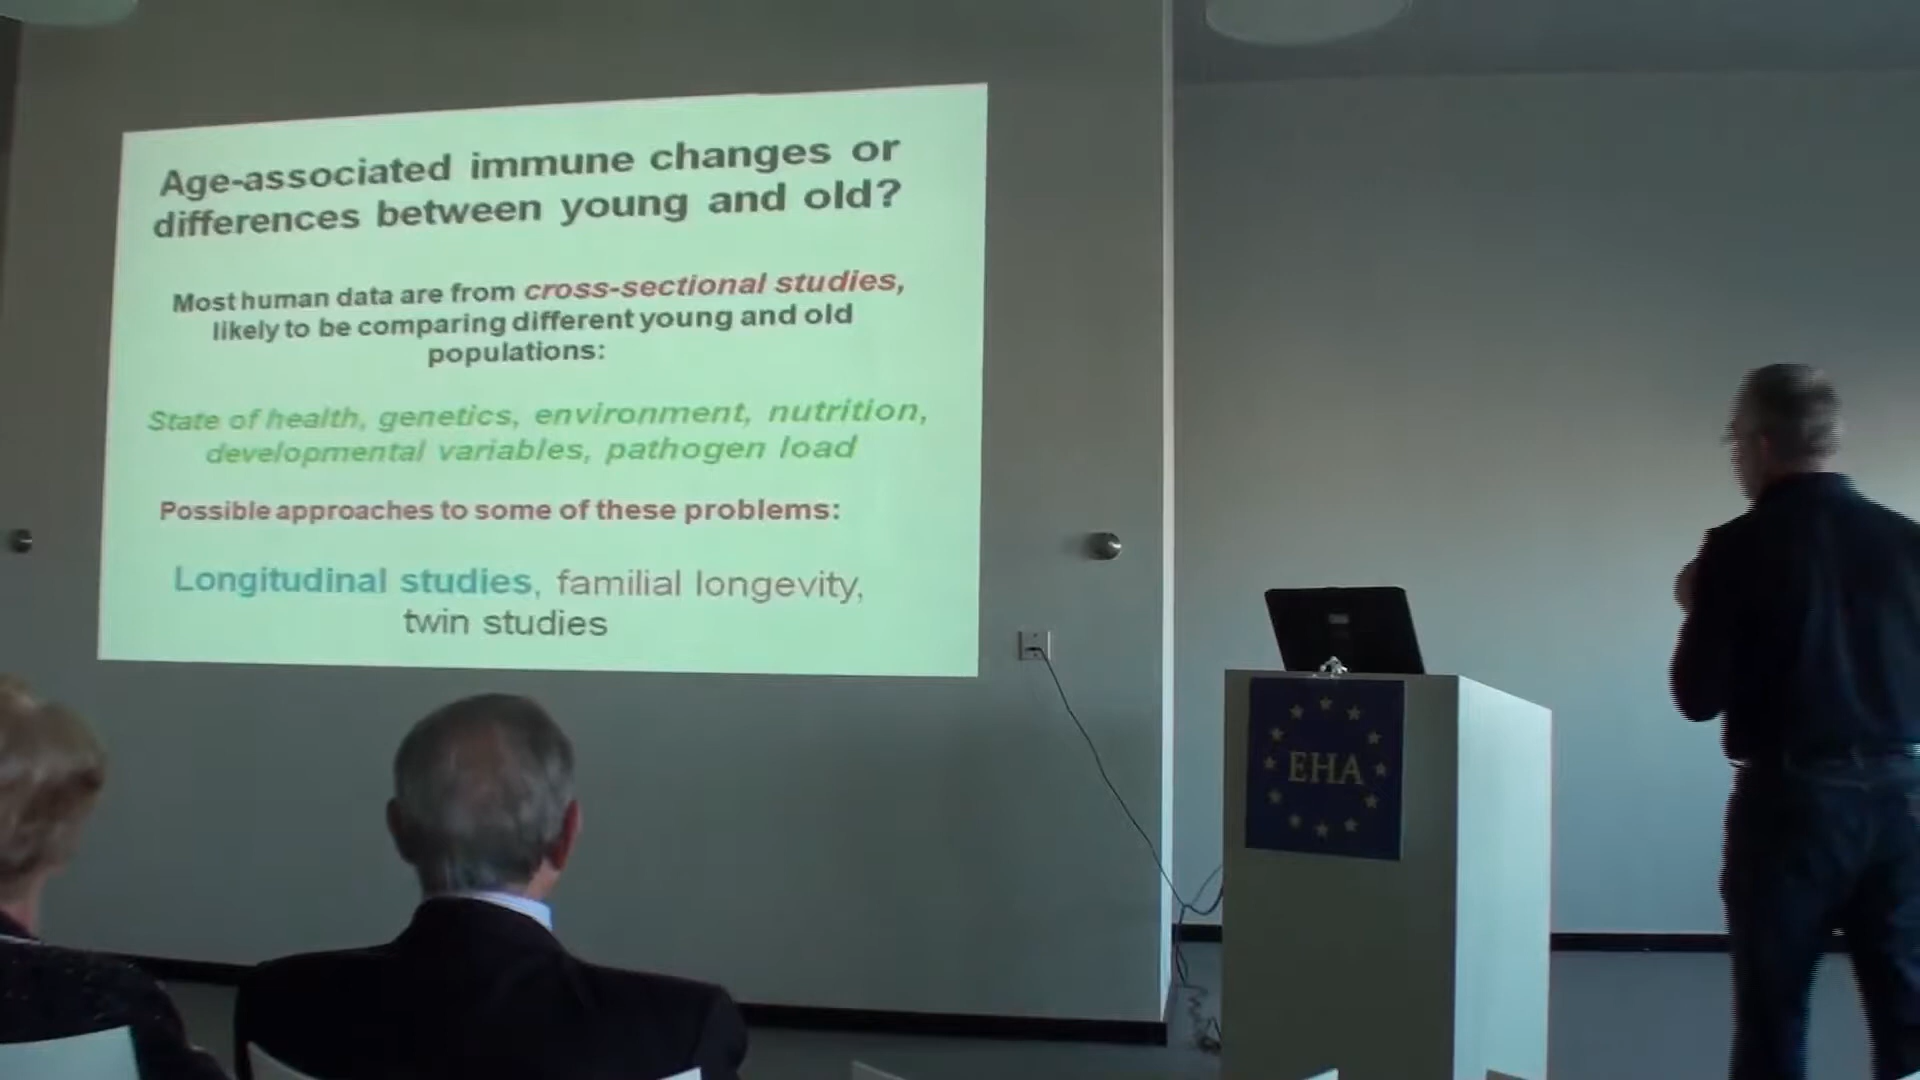 Age-associated immune changes or
differences between young and old?
Most human data are from cross-sectional studies,
likely to be comparing different young and old
populations:
State of health, genetics, environment, nutrition,
developmental variables, pathogen load
Possible approaches to some of these problems:
Longitudinal studies, familial longevity,
twin studies
EHA